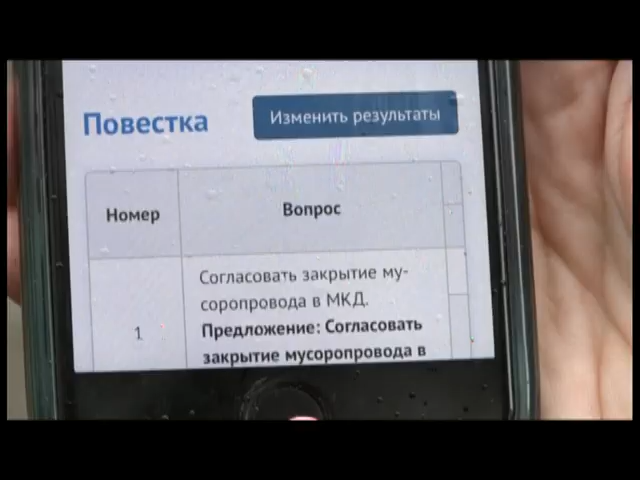 Повестка
Изменить результаты
Номер
Вопрос
1
Согласовать закрытие му-
соропровода в МКД.
Предложение: Согласовать
закрытие мусоропровода в